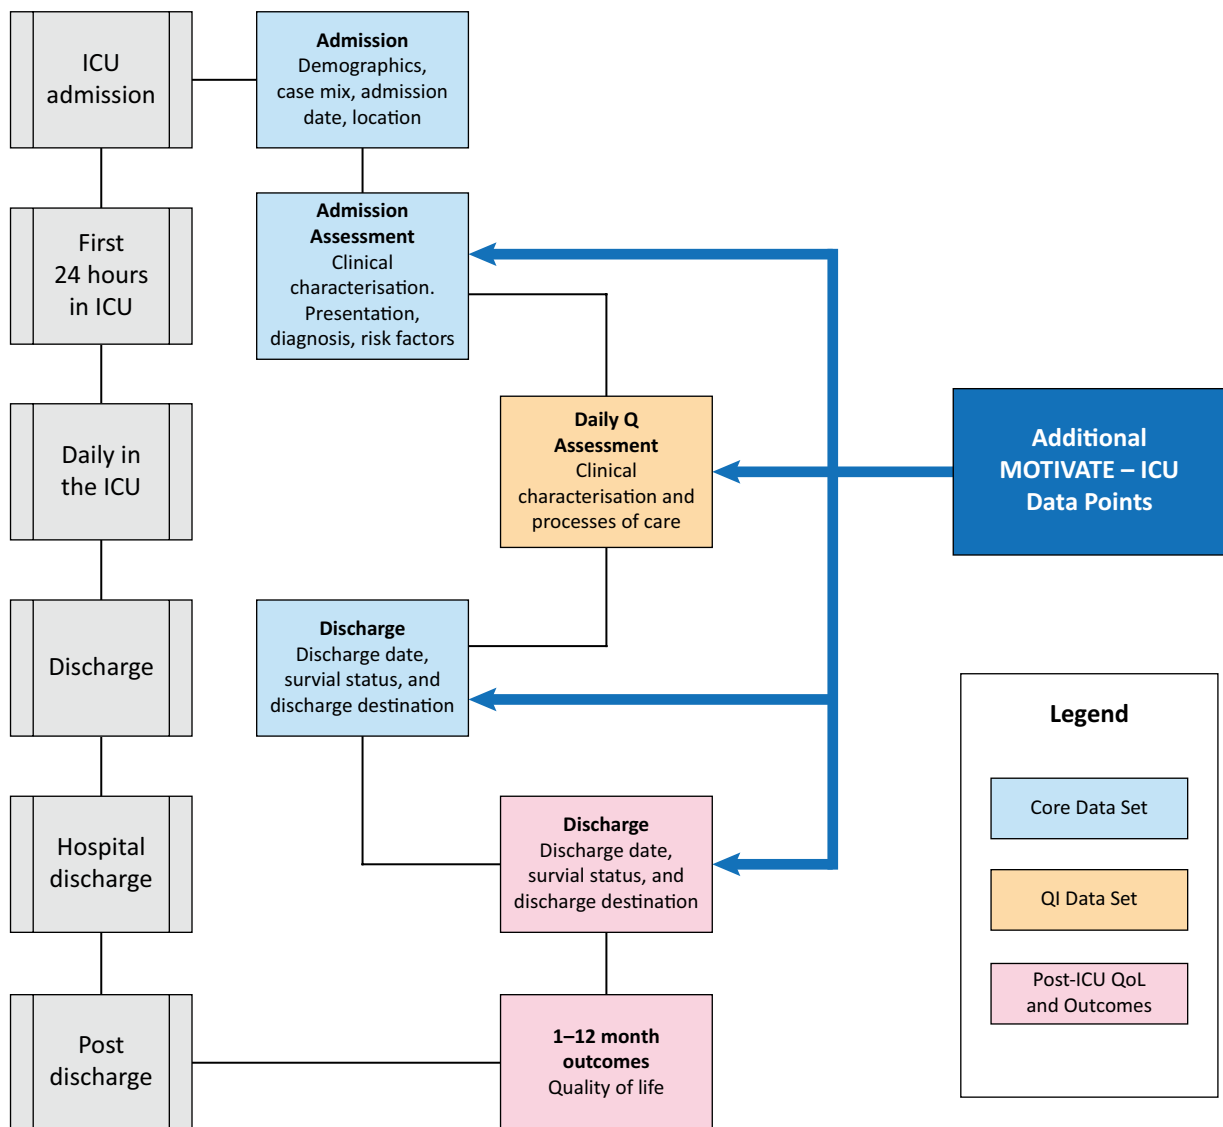 ICU
admission
Admission
Demographics,
case mix, admission
date, location
First
24 hours
in ICU
Admission
Assessment
Clinical
characterisation.
Presentation,
diagnosis, risk factors
Daily in
the ICU
Daily Q
Assessment
Clinical
characterisation and
processes of care
Additional
MOTIVATE – ICU
Data Points
Discharge
Discharge
Discharge date,
survial status, and
discharge destination
Hospital
discharge
Discharge
Discharge date,
survial status, and
discharge destination
Post
discharge
1–12 month
outcomes
Quality of life
Legend
Core Data Set
QI Data Set
Post-ICU QoL
and Outcomes